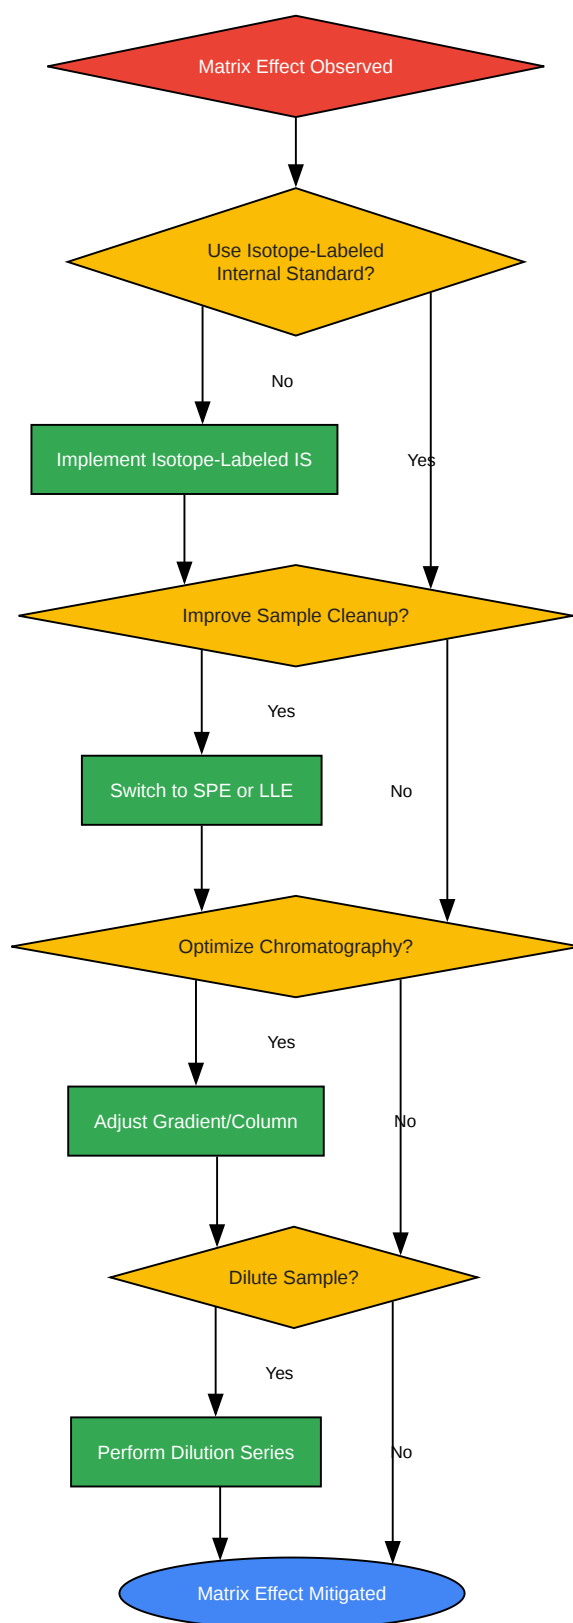 Matrix Effect Observed
Use Isotope-Labeled
Internal Standard?
No
Implement Isotope-Labeled IS
Yes
Improve Sample Cleanup?
Yes
Switch to SPE or LLE
No
Optimize Chromatography?
Yes
Adjust Gradient/Column
No
Dilute Sample?
Yes
Perform Dilution Series
No
Matrix Effect Mitigated